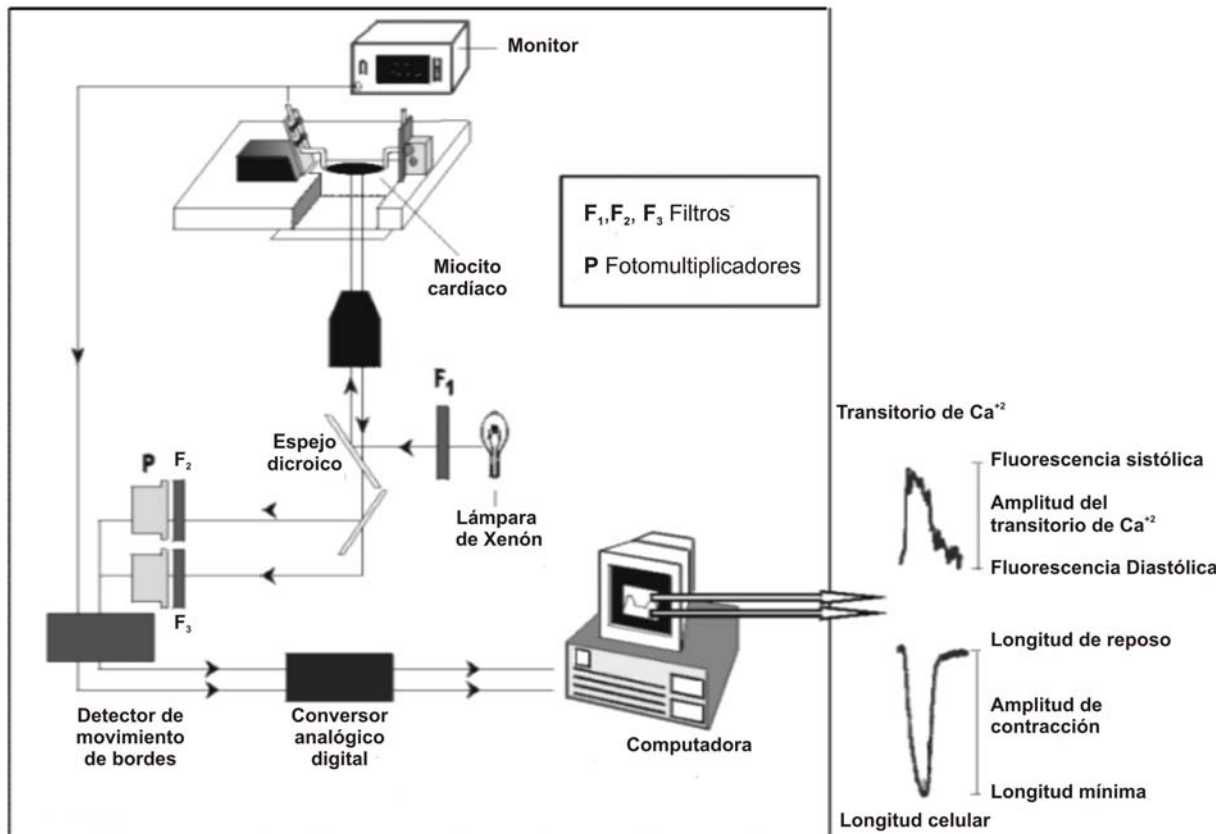 Monitor
F₁,F₂, F₃ Filtros
P Fotomultiplicadores
Miocito
cardíaco
F₁
Espejo
dicroico
Lámpara
de Xenón
P
F₂
F₃
Detector de
movimiento
de bordes
Conversor
analógico
digital
Computadora
Transitorio de Ca⁺²
Fluorescencia sistólica
Amplitud del
transitorio de Ca⁺²
Fluorescencia Diastólica
Longitud de reposo
Amplitud de
contracción
Longitud mínima
Longitud celular